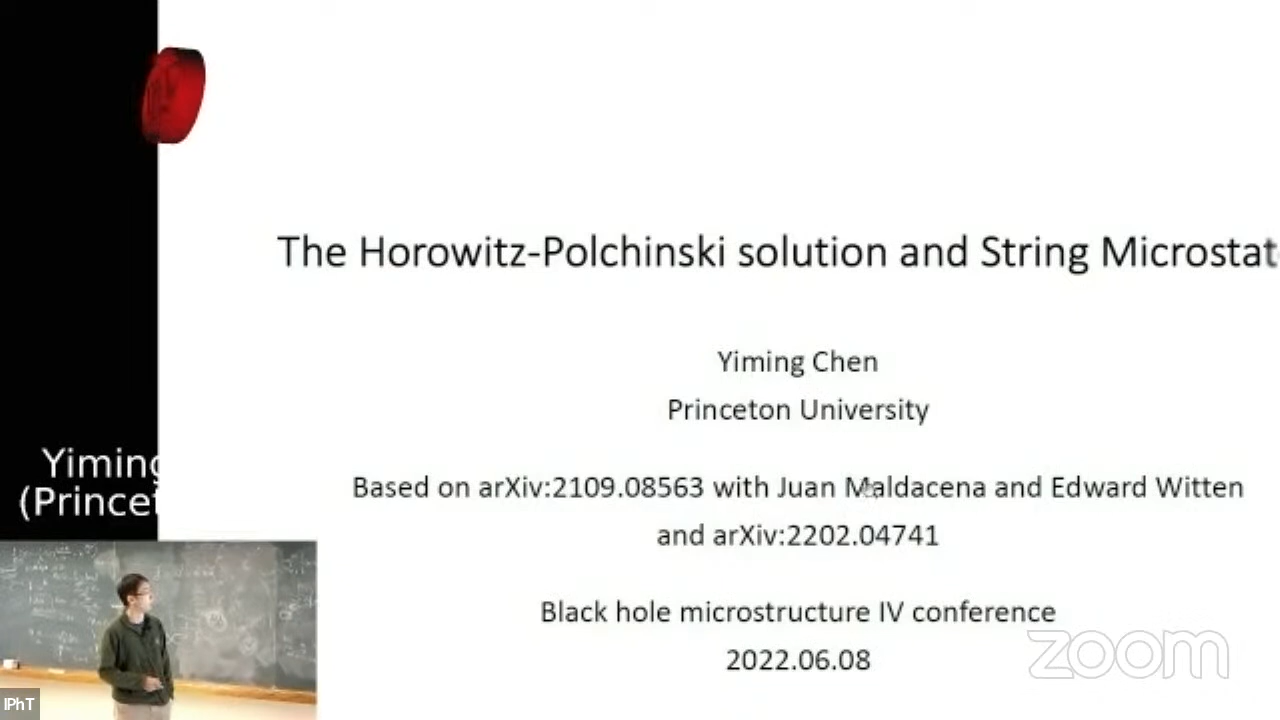 The Horowitz-Polchinski solution and String Microstat
Yiming Chen
Princeton University
Based on arXiv:2109.08563 with Juan Maldacena and Edward Witten
and arXiv:2202.04741
Black hole microstructure IV conference
2022.06.08
Yiming
(Princet
IPhT
zoom